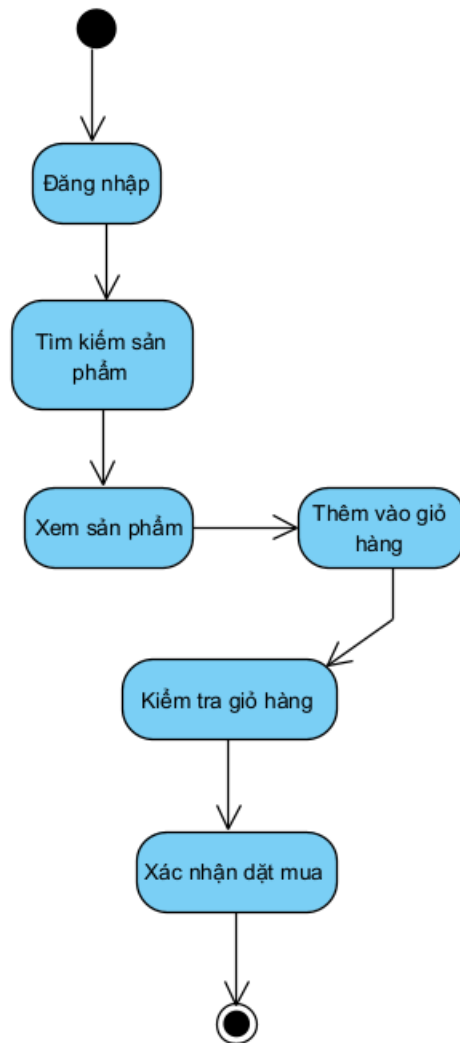 Đăng nhập
Tìm kiếm sản
phẩm
Xem sản phẩm
Thêm vào giỏ
hàng
Kiểm tra giỏ hàng
Xác nhận dặt mua